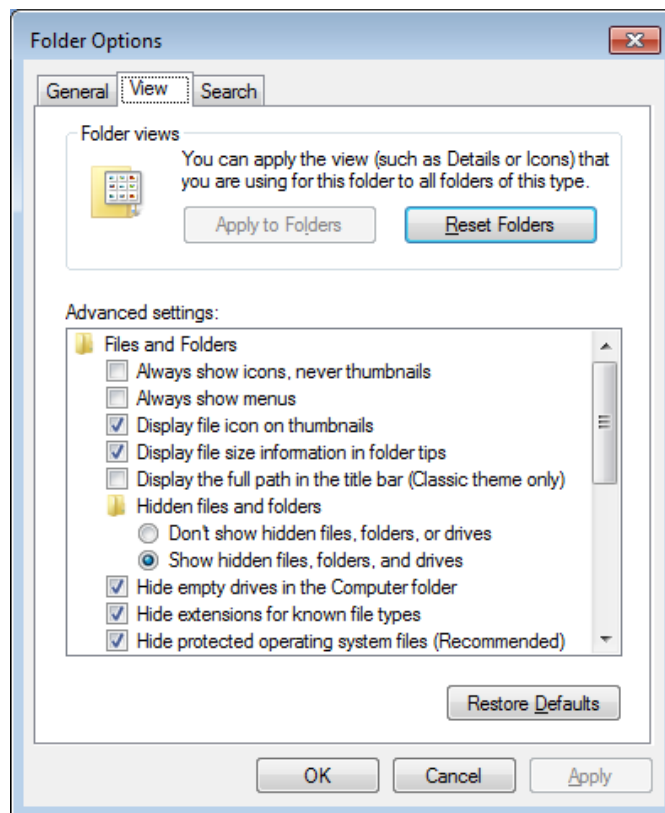 Folder Options
General
View
Search
Folder views
You can apply the view (such as Details or Icons) that
you are using for this folder to all folders of this type.
Apply to Folders
Reset Folders
Advanced settings:
Files and Folders
Always show icons, never thumbnails
Always show menus
Display file icon on thumbnails
Display file size information in folder tips
Display the full path in the title bar (Classic theme only)
Hidden files and folders
Don't show hidden files, folders, or drives
Show hidden files, folders, and drives
Hide empty drives in the Computer folder
Hide extensions for known file types
Hide protected operating system files (Recommended)
Restore Defaults
OK
Cancel
Apply